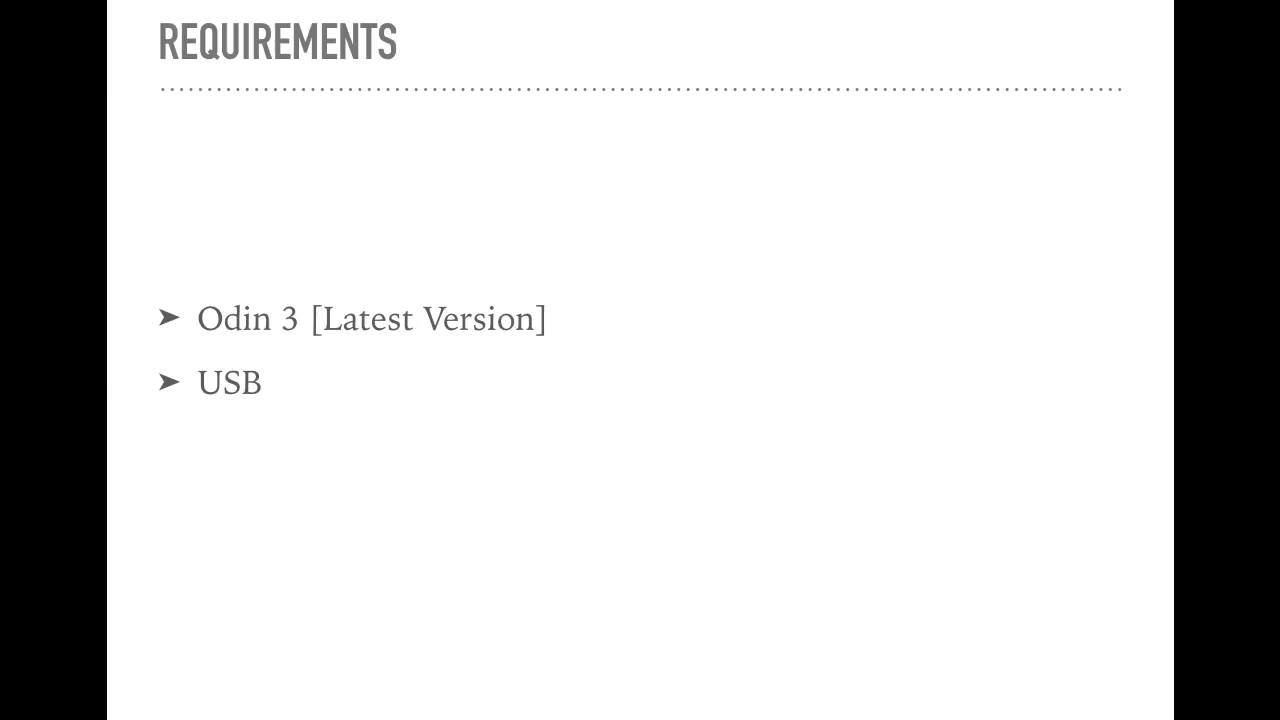 REQUIREMENTS
➤ Odin 3 [Latest Version]
➤ USB